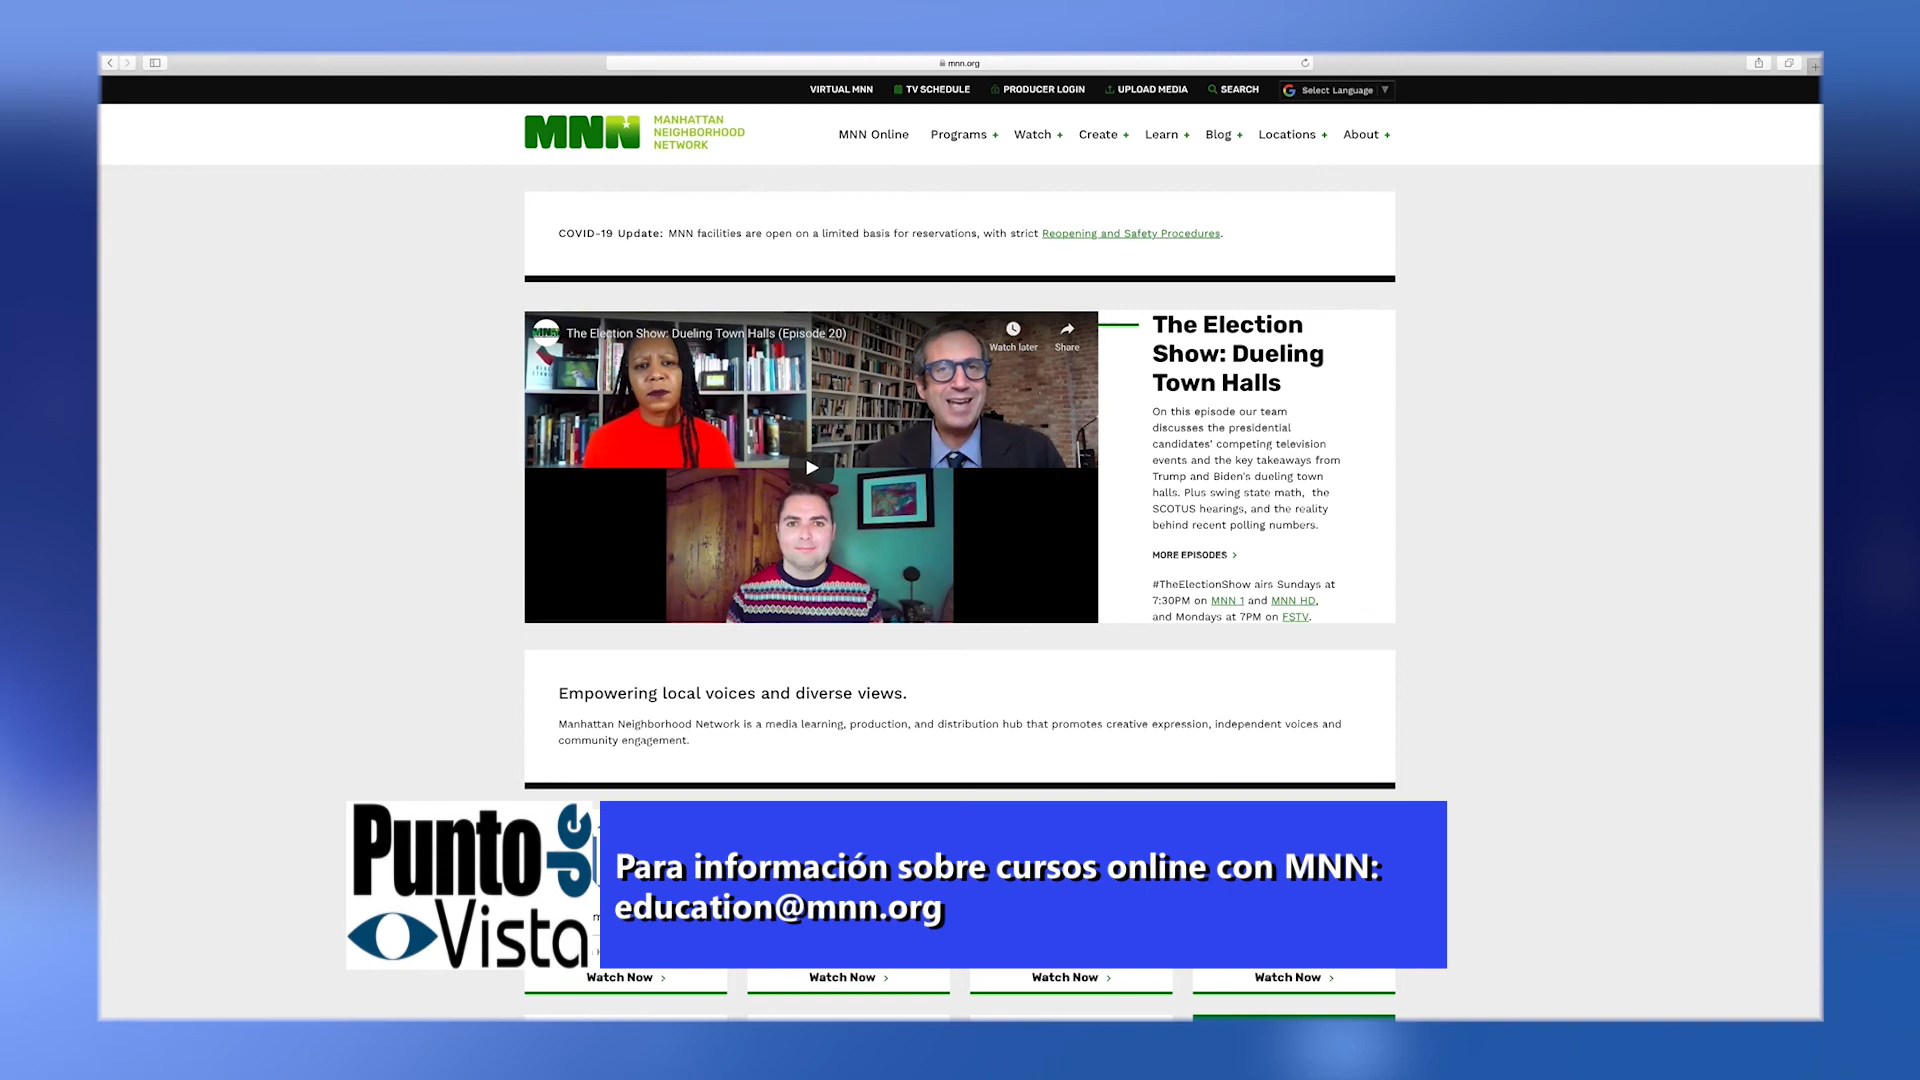 mnn.org
VIRTUAL MNN TV SCHEDULE PRODUCER LOGIN UPLOAD MEDIA SEARCH Select Language
MNN MANHATTAN
NEIGHBORHOOD
NETWORK
MNN Online Programs + Watch + Create + Learn + Blog + Locations + About +
COVID-19 Update: MNN facilities are open on a limited basis for reservations, with strict Reopening and Safety Procedures.
The Election Show: Dueling Town Halls (Episode 20)
Watch later Share
The Election
Show: Dueling
Town Halls
On this episode our team
discusses the presidential
candidates' competing television
events and the key takeaways from
Trump and Biden's dueling town
halls. Plus swing state math, the
SCOTUS hearings, and the reality
behind recent polling numbers.
MORE EPISODES >
#TheElectionShow airs Sundays at
7:30PM on MNN 1 and MNN HD,
and Mondays at 7PM on FSTV.
Empowering local voices and diverse views.
Manhattan Neighborhood Network is a media learning, production, and distribution hub that promotes creative expression, independent voices and
community engagement.
Punto de
Vista
Para información sobre cursos online con MNN:
education@mnn.org
Watch Now > Watch Now > Watch Now > Watch Now >